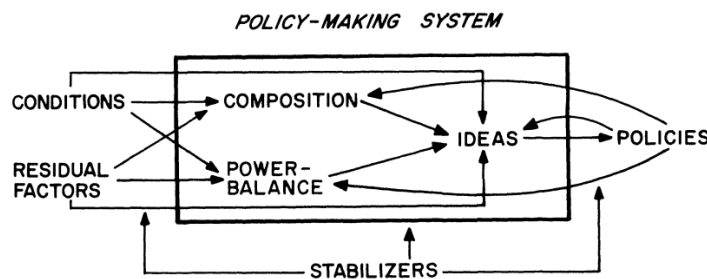 POLICY-MAKING SYSTEM
CONDITIONS
COMPOSITION
IDEAS
POLICIES
RESIDUAL
FACTORS
POWER-
BALANCE
STABILIZERS